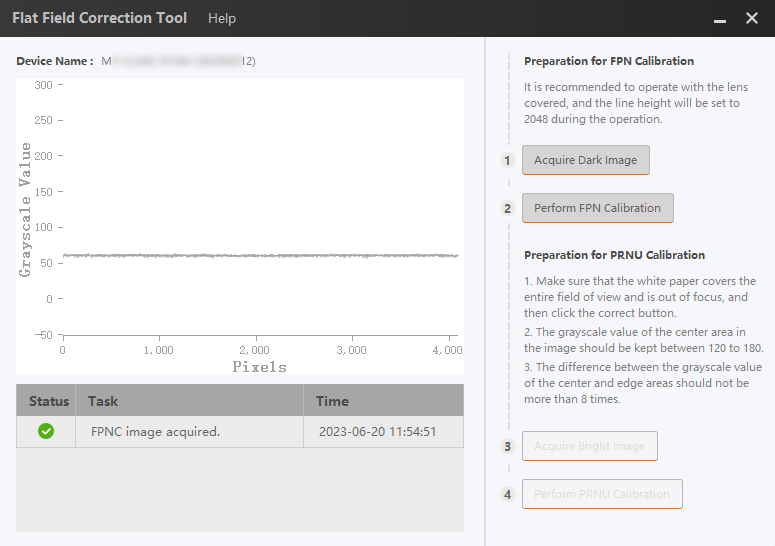 Flat Field Correction Tool Help
Device Name : M 12)
300
250
200
150
100
50
0
-50
Grayscale Value
0 1,000 2,000 3,000 4,000
Pixels
Status Task Time
FPNC image acquired. 2023-06-20 11:54:51
Preparation for FPN Calibration
It is recommended to operate with the lens
covered, and the line height will be set to
2048 during the operation.
1 Acquire Dark Image
2 Perform FPN Calibration
Preparation for PRNU Calibration
1. Make sure that the white paper covers the
entire field of view and is out of focus, and
then click the correct button.
2. The grayscale value of the center area in
the image should be kept between 120 to 180.
3. The difference between the grayscale value
of the center and edge areas should not be
more than 8 times.
3 Acquire Bright Image
4 Perform PRNU Calibration